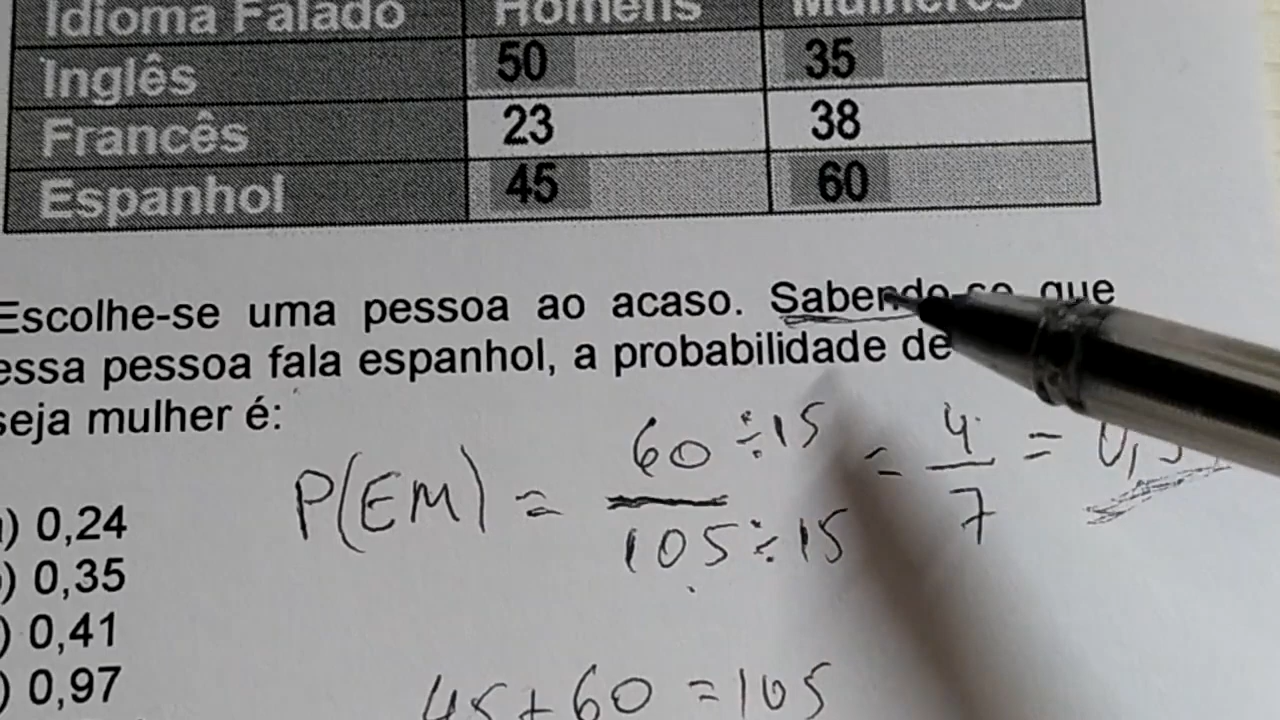 Idioma Falado Homens Mulheres
Inglês 50 35
Francês 23 38
Espanhol 45 60
Escolhe-se uma pessoa ao acaso. Sabendo-se que
essa pessoa fala espanhol, a probabilidade de
seja mulher é:
P(EM) = 60 ÷15 / 105 ÷15 = 4/7 =
) 0,24
) 0,35
) 0,41
) 0,97
45+60 =105